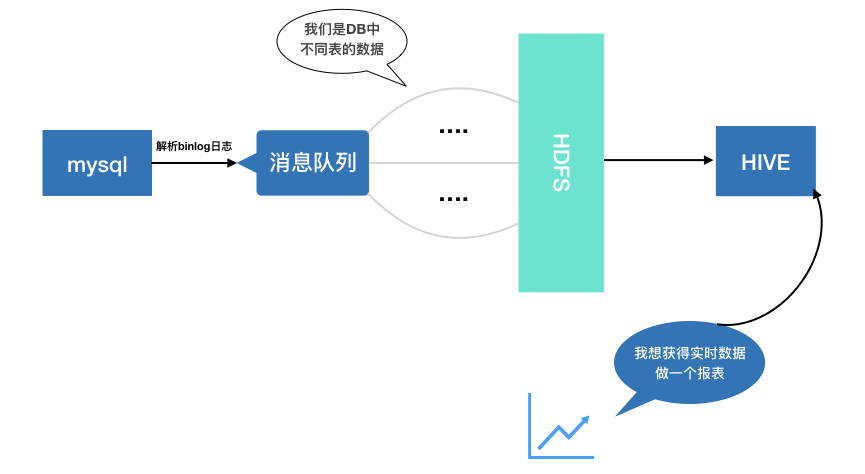 我们是DB中
不同表的数据
mysql
解析binlog日志
消息队列
....
....
HDFS
HIVE
我想获得实时数据
做一个报表